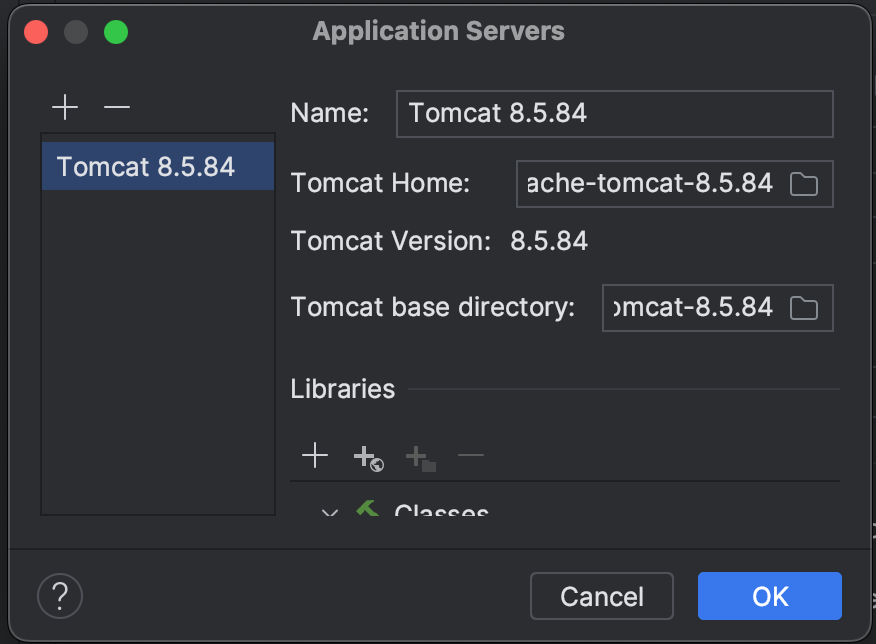 Application Servers
Name: Tomcat 8.5.84
Tomcat 8.5.84
Tomcat Home: ache-tomcat-8.5.84
Tomcat Version: 8.5.84
Tomcat base directory: omcat-8.5.84
Libraries
Classes
? Cancel OK